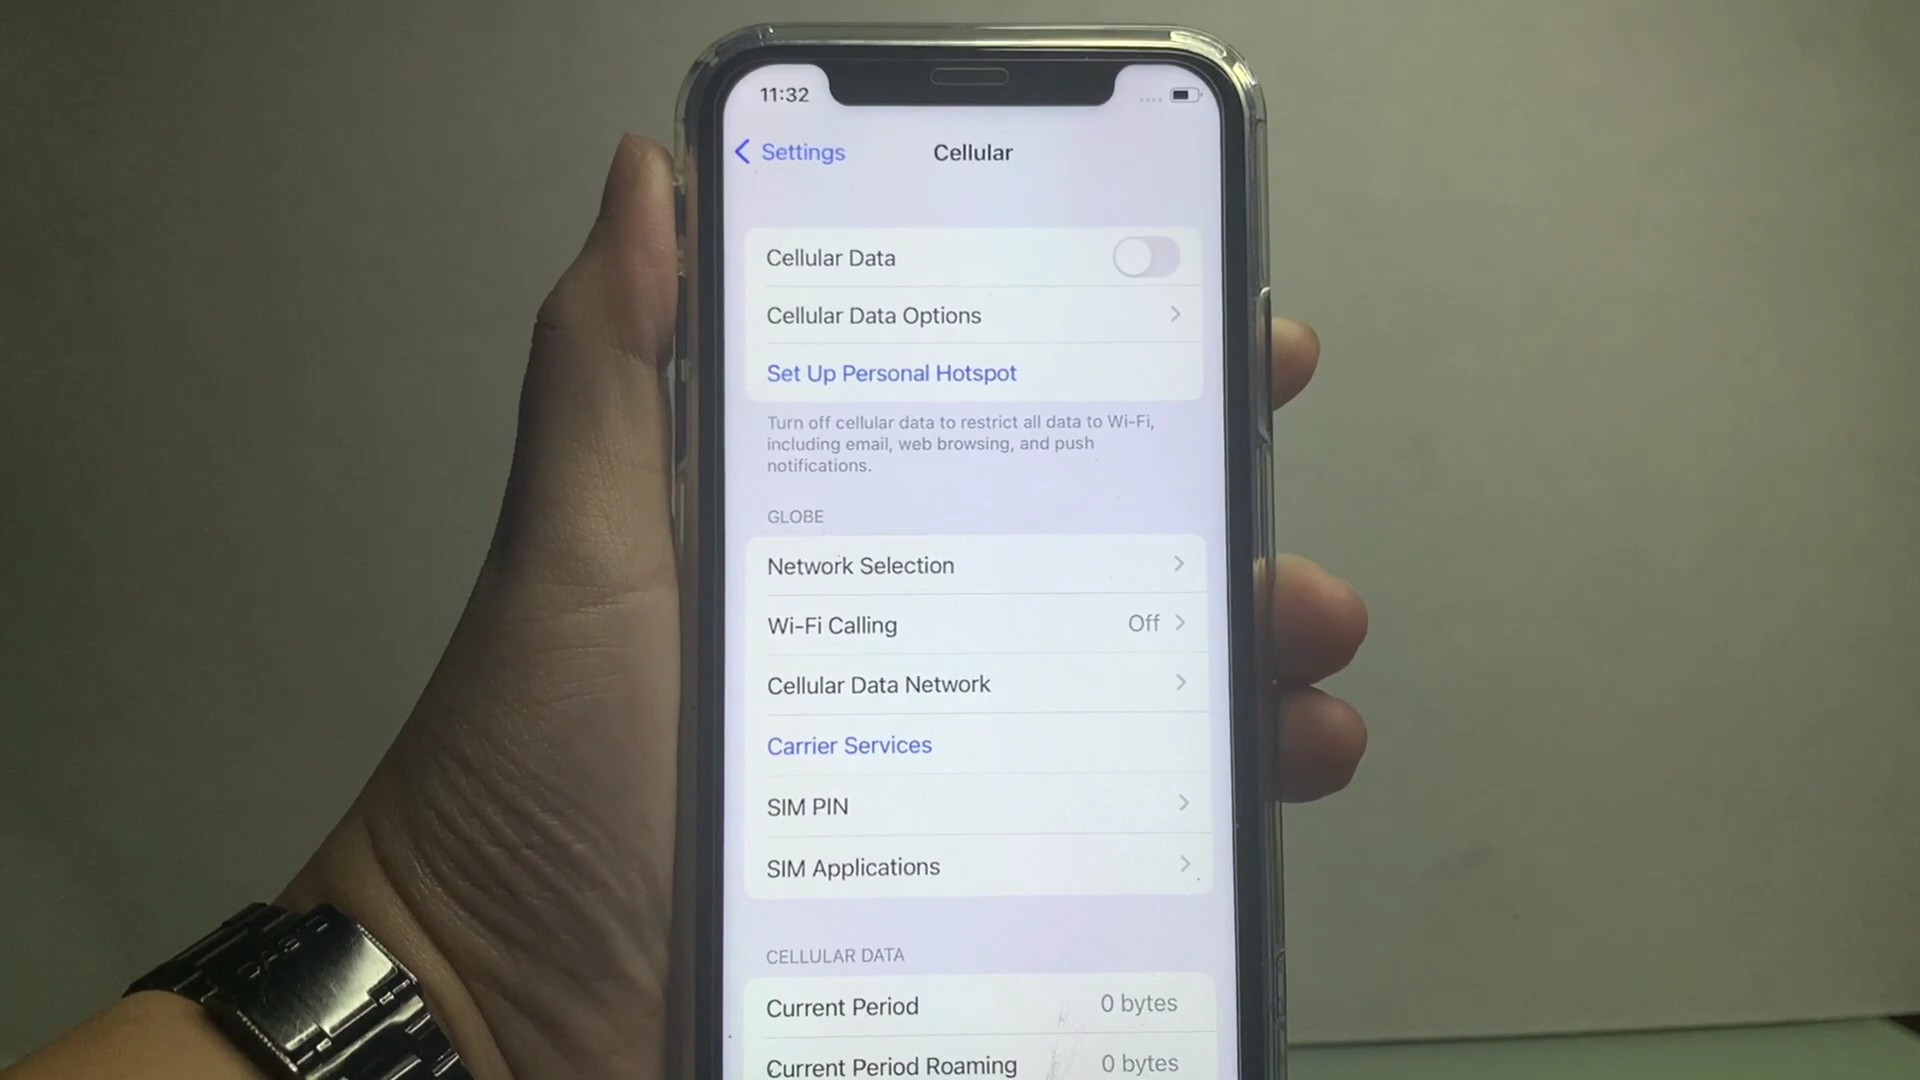 11:32
Settings
Cellular
Cellular Data
Cellular Data Options
Set Up Personal Hotspot
Turn off cellular data to restrict all data to Wi-Fi,
including email, web browsing, and push
notifications.
GLOBE
Network Selection
Wi-Fi Calling Off
Cellular Data Network
Carrier Services
SIM PIN
SIM Applications
CELLULAR DATA
Current Period 0 bytes
Current Period Roaming 0 bytes
CASIO